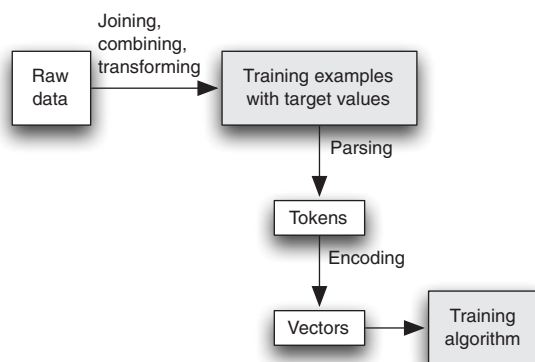 Joining,
combining,
transforming
Raw
data
Training examples
with target values
Parsing
Tokens
Encoding
Vectors
Training
algorithm